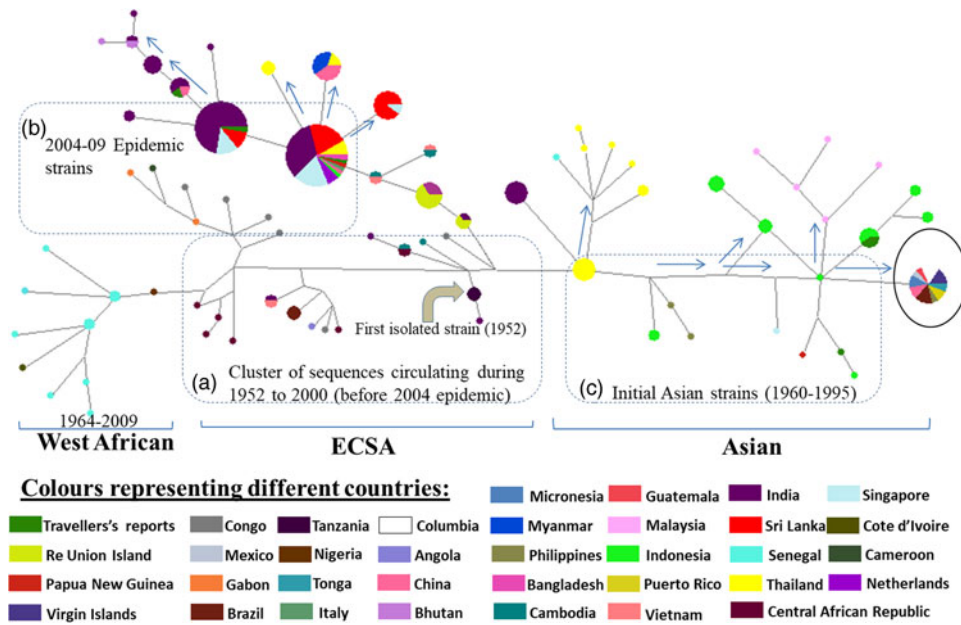 (b)
2004-09 Epidemic
strains
First isolated strain (1952)
(a) Cluster of sequences circulating during
1952 to 2000 (before 2004 epidemic)
(c) Initial Asian strains (1960-1995)
1964-2009
West African
ECSA
Asian
Colours representing different countries:
Micronesia Guatemala India Singapore
Travellers's reports Congo Tanzania Columbia Myanmar Malaysia Sri Lanka Cote d'Ivoire
Re Union Island Mexico Nigeria Angola Philippines Indonesia Senegal Cameroon
Papua New Guinea Gabon Tonga China Bangladesh Puerto Rico Thailand Netherlands
Virgin Islands Brazil Italy Bhutan Cambodia Vietnam Central African Republic